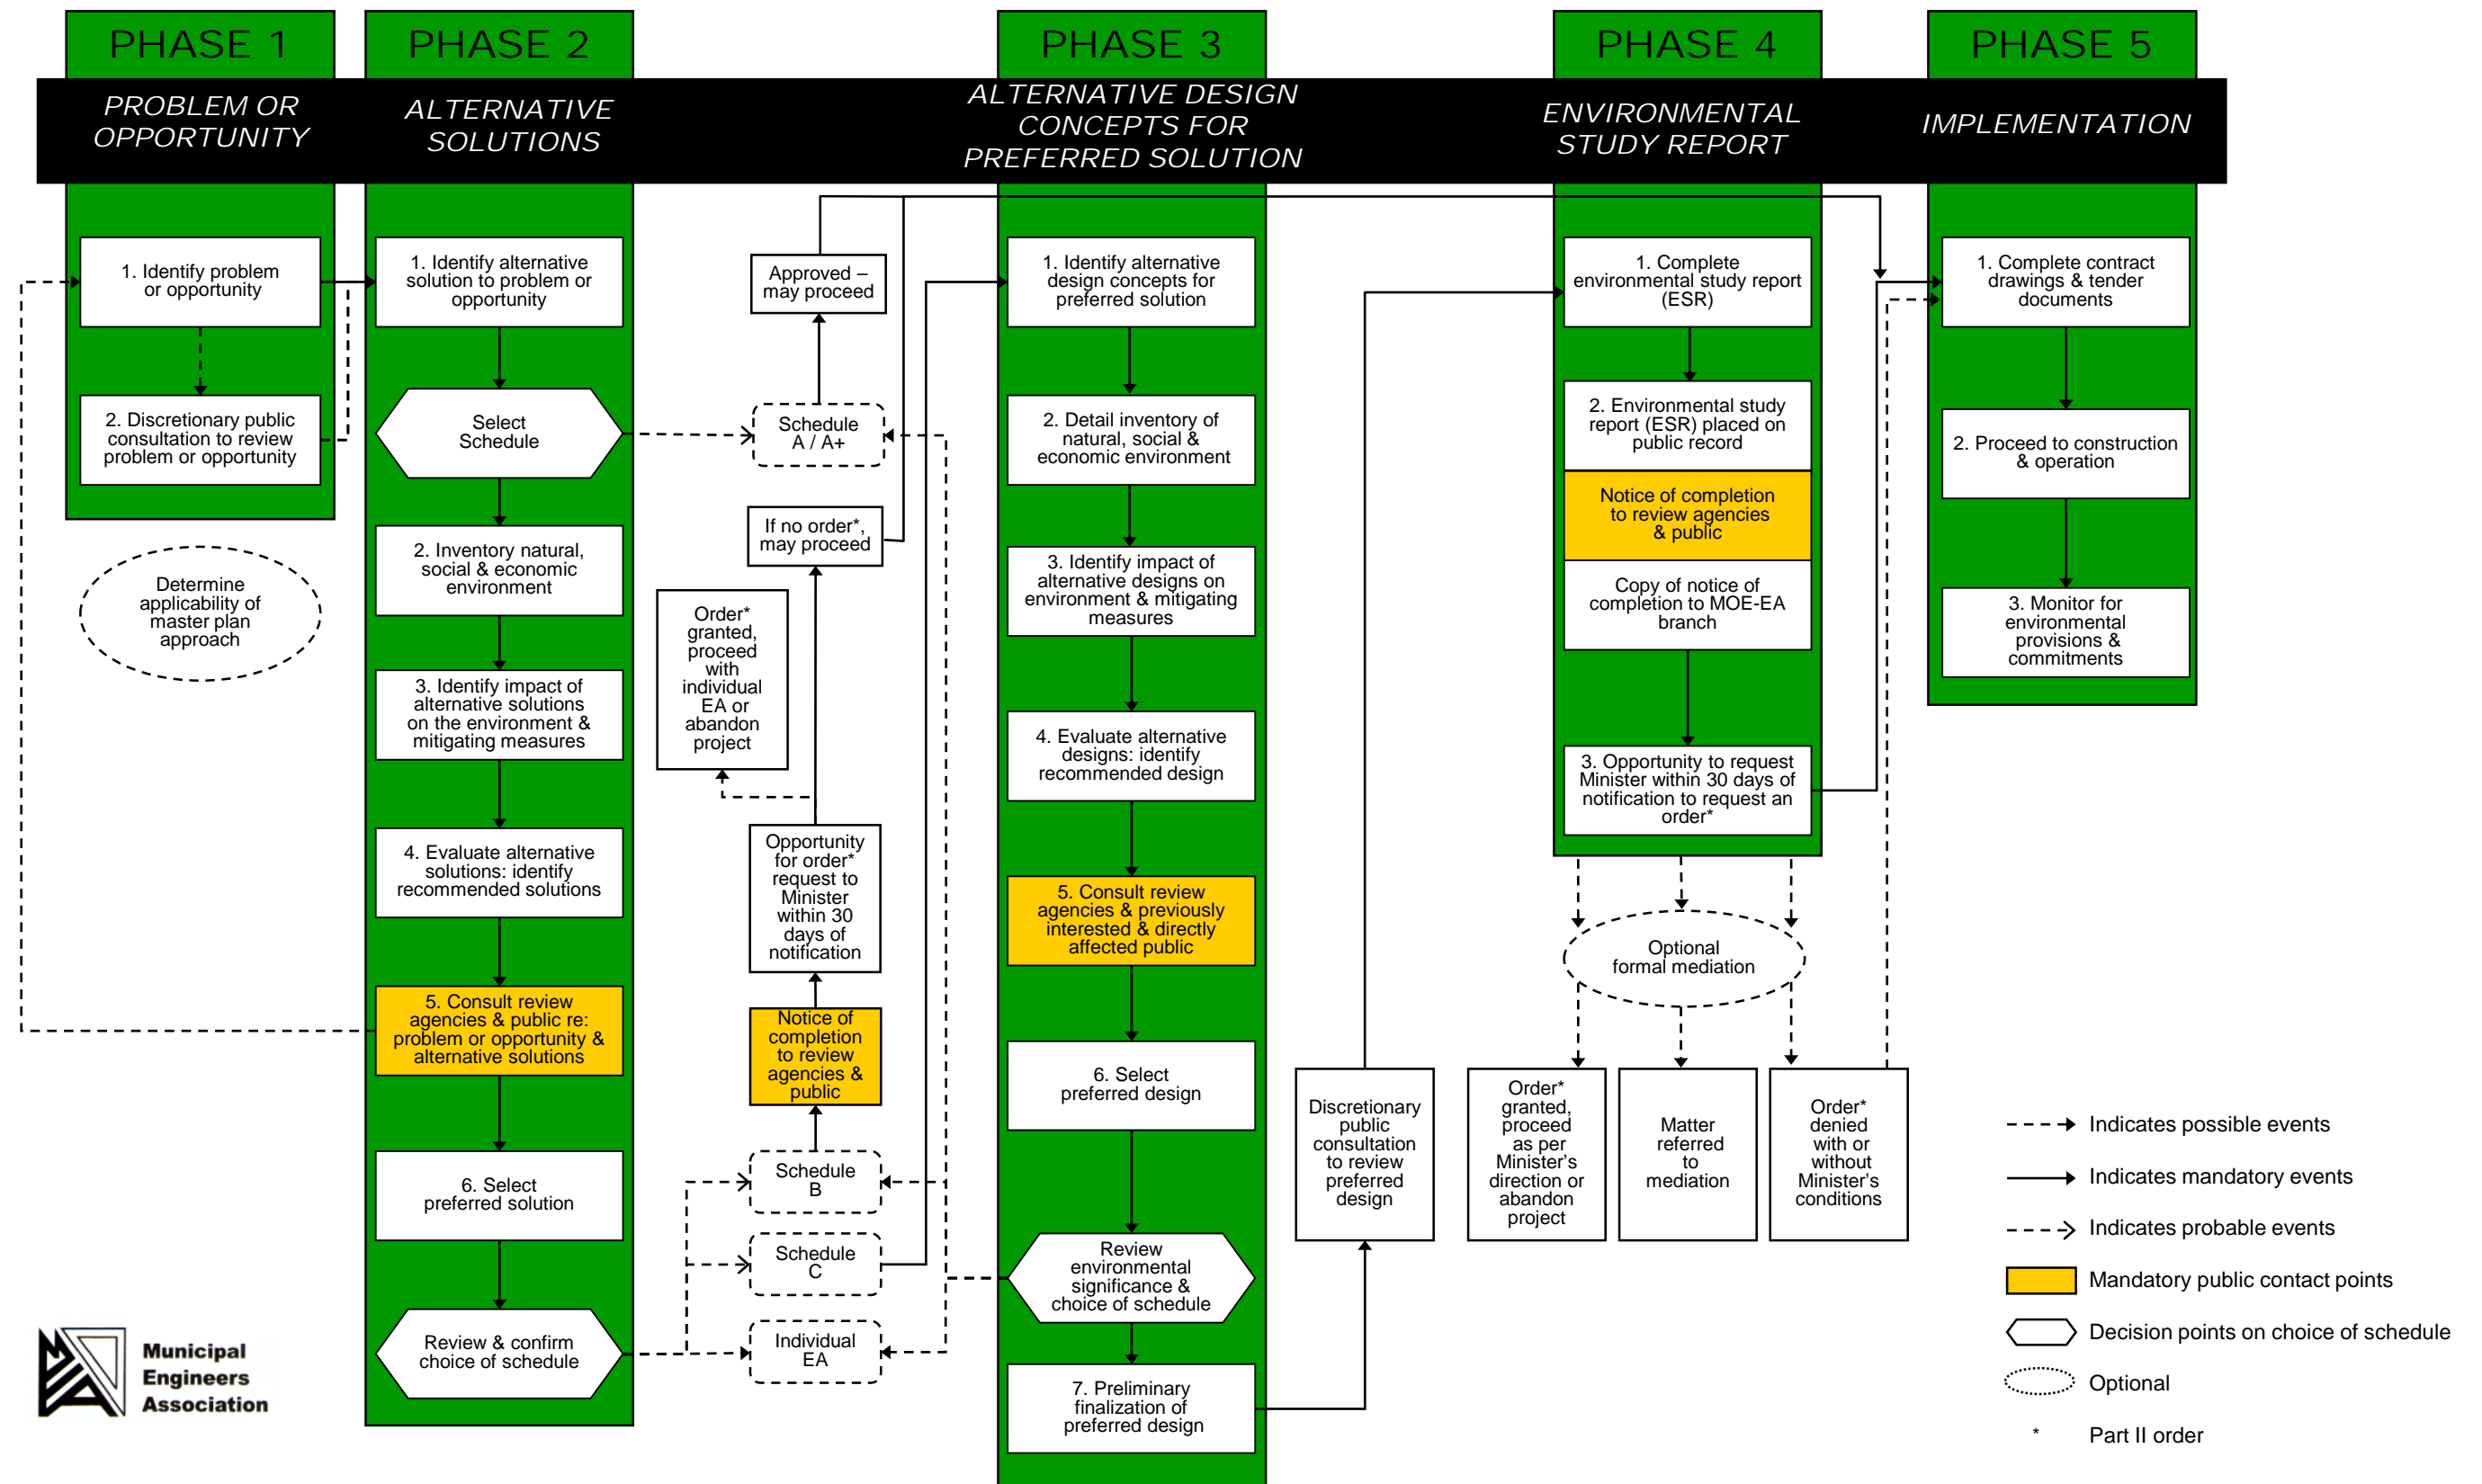 PHASE 1
PROBLEM OR
OPPORTUNITY
1. Identify problem
or opportunity
2. Discretionary public
consultation to review
problem or opportunity
Determine
applicability of
master plan
approach
PHASE 2
ALTERNATIVE
SOLUTIONS
1. Identify alternative
solution to problem or
opportunity
Select
Schedule
2. Inventory natural,
social & economic
environment
3. Identify impact of
alternative solutions
on the environment &
mitigating measures
4. Evaluate alternative
solutions: identify
recommended solutions
5. Consult review
agencies & public re:
problem or opportunity &
alternative solutions
6. Select
preferred solution
Review & confirm
choice of schedule
Approved –
may proceed
Schedule
A / A+
If no order*,
may proceed
Order*
granted,
proceed
with
individual
EA or
abandon
project
Opportunity
for order*
request to
Minister
within 30
days of
notification
Notice of
completion
to review
agencies &
public
Schedule
B
Schedule
C
Individual
EA
PHASE 3
ALTERNATIVE DESIGN
CONCEPTS FOR
PREFERRED SOLUTION
1. Identify alternative
design concepts for
preferred solution
2. Detail inventory of
natural, social &
economic environment
3. Identify impact of
alternative designs on
environment & mitigating
measures
4. Evaluate alternative
designs: identify
recommended design
5. Consult review
agencies & previously
interested & directly
affected public
6. Select
preferred design
Review
environmental
significance &
choice of schedule
7. Preliminary
finalization of
preferred design
Discretionary
public
consultation
to review
preferred
design
PHASE 4
ENVIRONMENTAL
STUDY REPORT
1. Complete
environmental study report
(ESR)
2. Environmental study
report (ESR) placed on
public record
Notice of completion
to review agencies
& public
Copy of notice of
completion to MOE-EA
branch
3. Opportunity to request
Minister within 30 days of
notification to request an
order*
Optional
formal mediation
Order*
granted,
proceed
as per
Minister's
direction or
abandon
project
Matter
referred
to
mediation
Order*
denied
with or
without
Minister's
conditions
PHASE 5
IMPLEMENTATION
1. Complete contract
drawings & tender
documents
2. Proceed to construction
& operation
3. Monitor for
environmental
provisions &
commitments
Indicates possible events
Indicates mandatory events
Indicates probable events
Mandatory public contact points
Decision points on choice of schedule
Optional
* Part II order
Municipal
Engineers
Association